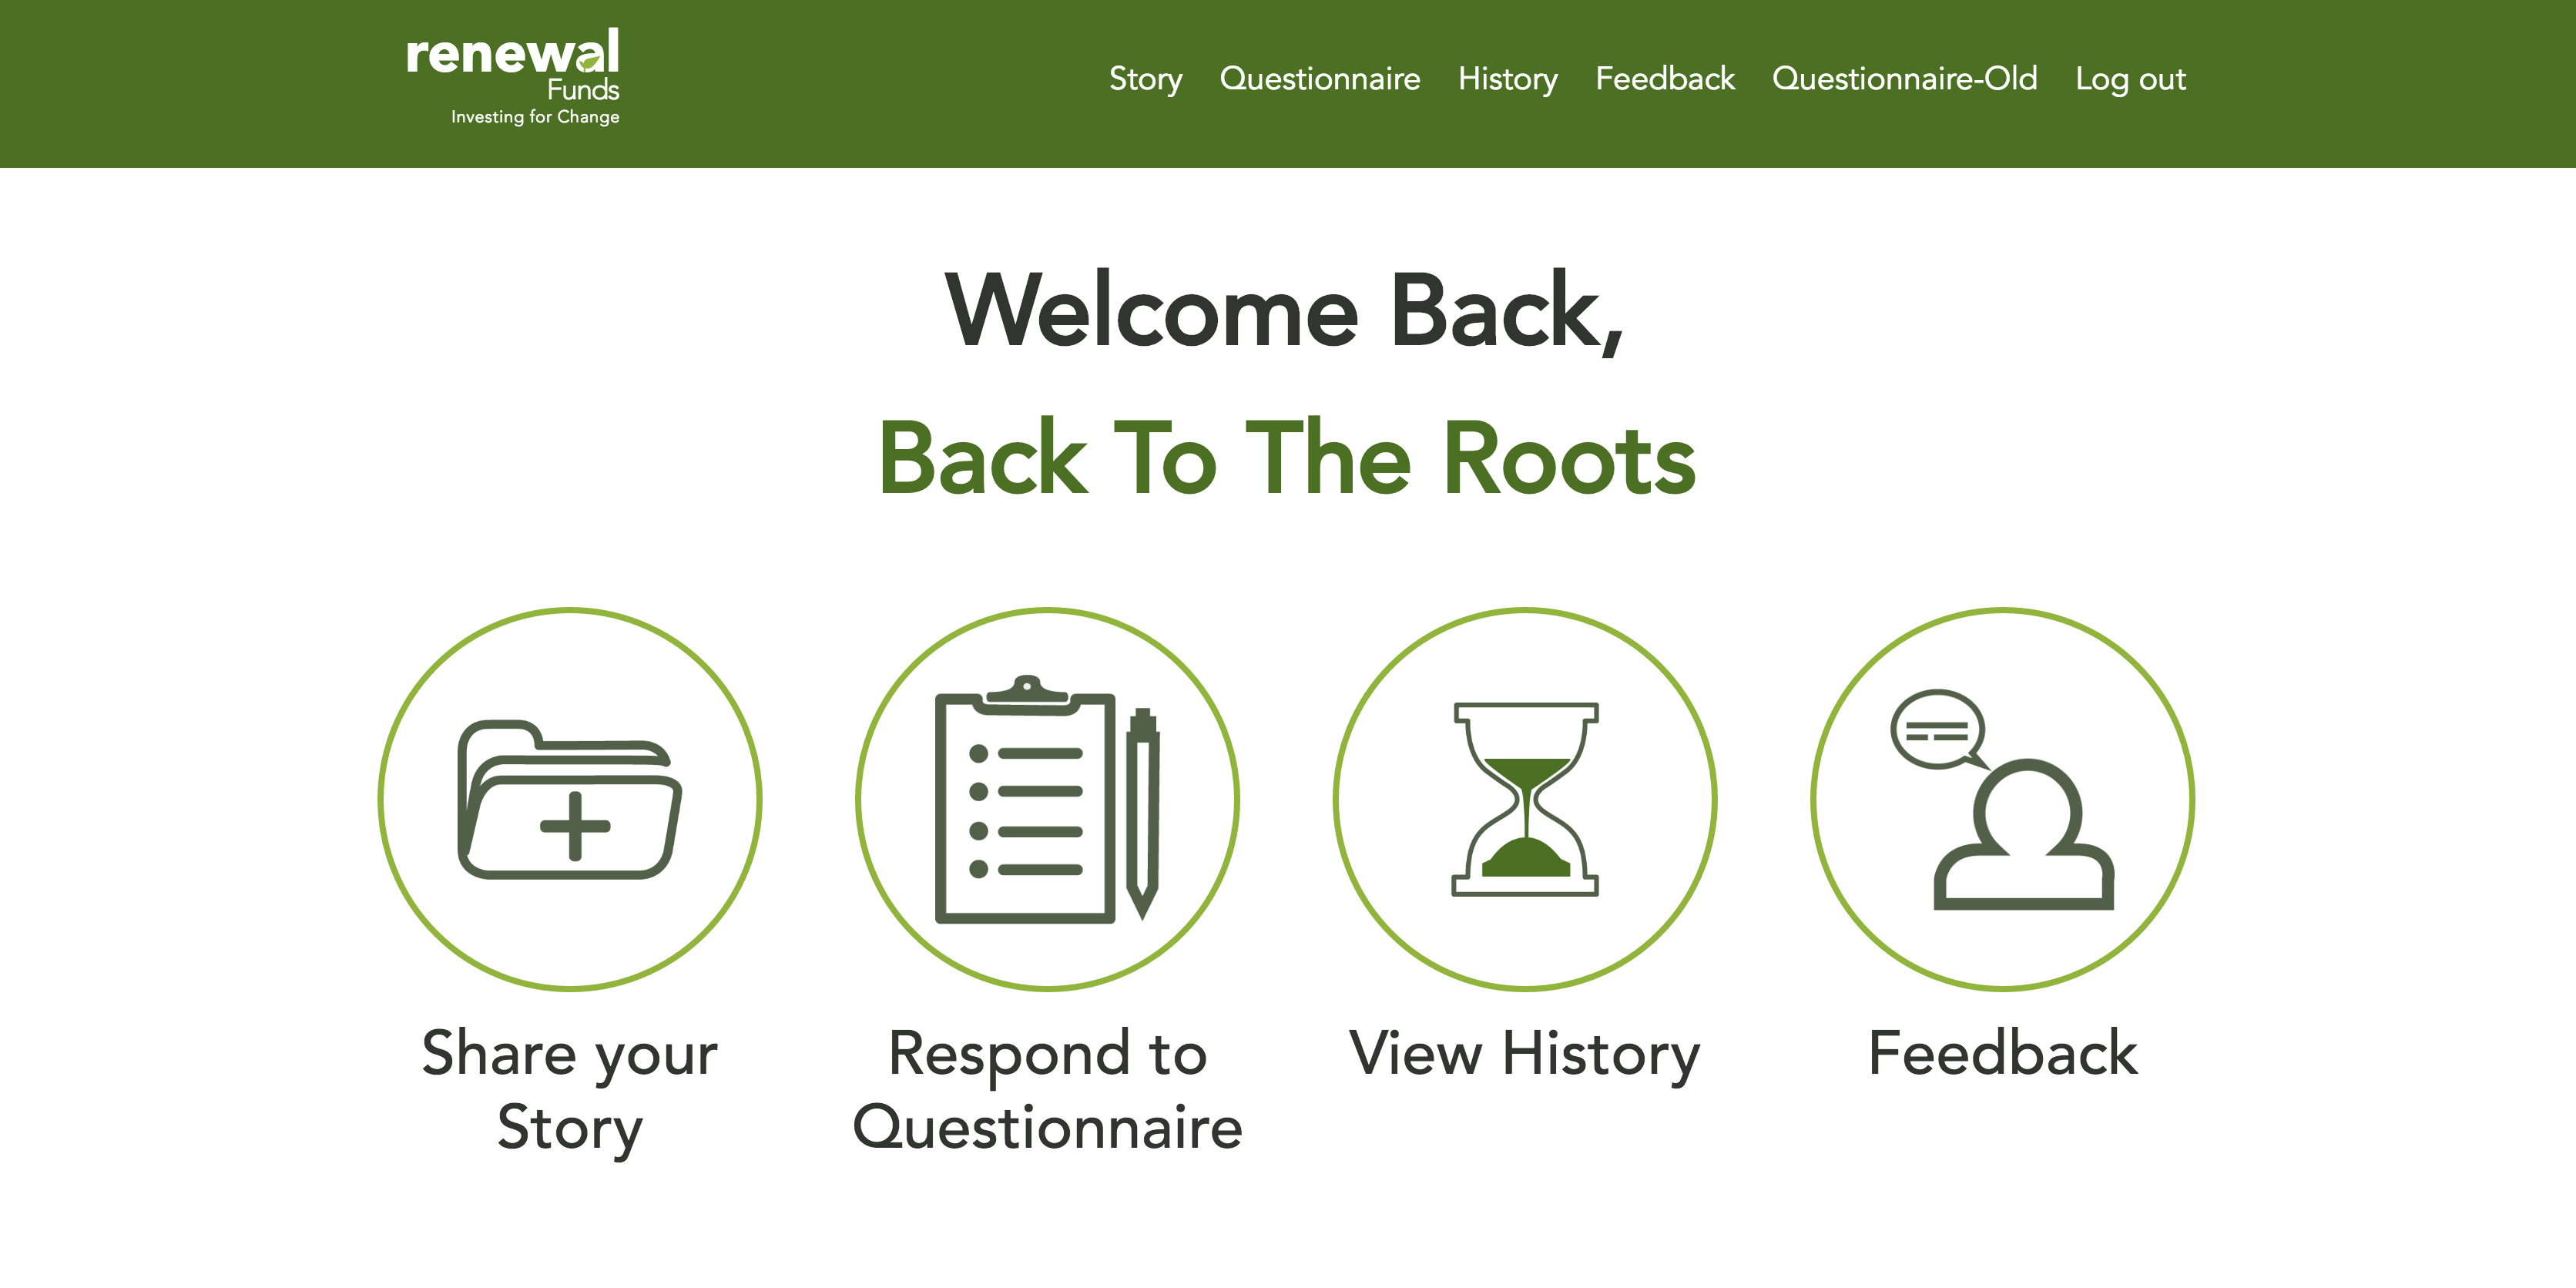 renewal
Funds
Investing for Change
Story Questionnaire History Feedback Questionnaire-Old Log out
Welcome Back,
Back To The Roots
Share your
Story
Respond to
Questionnaire
View History
Feedback